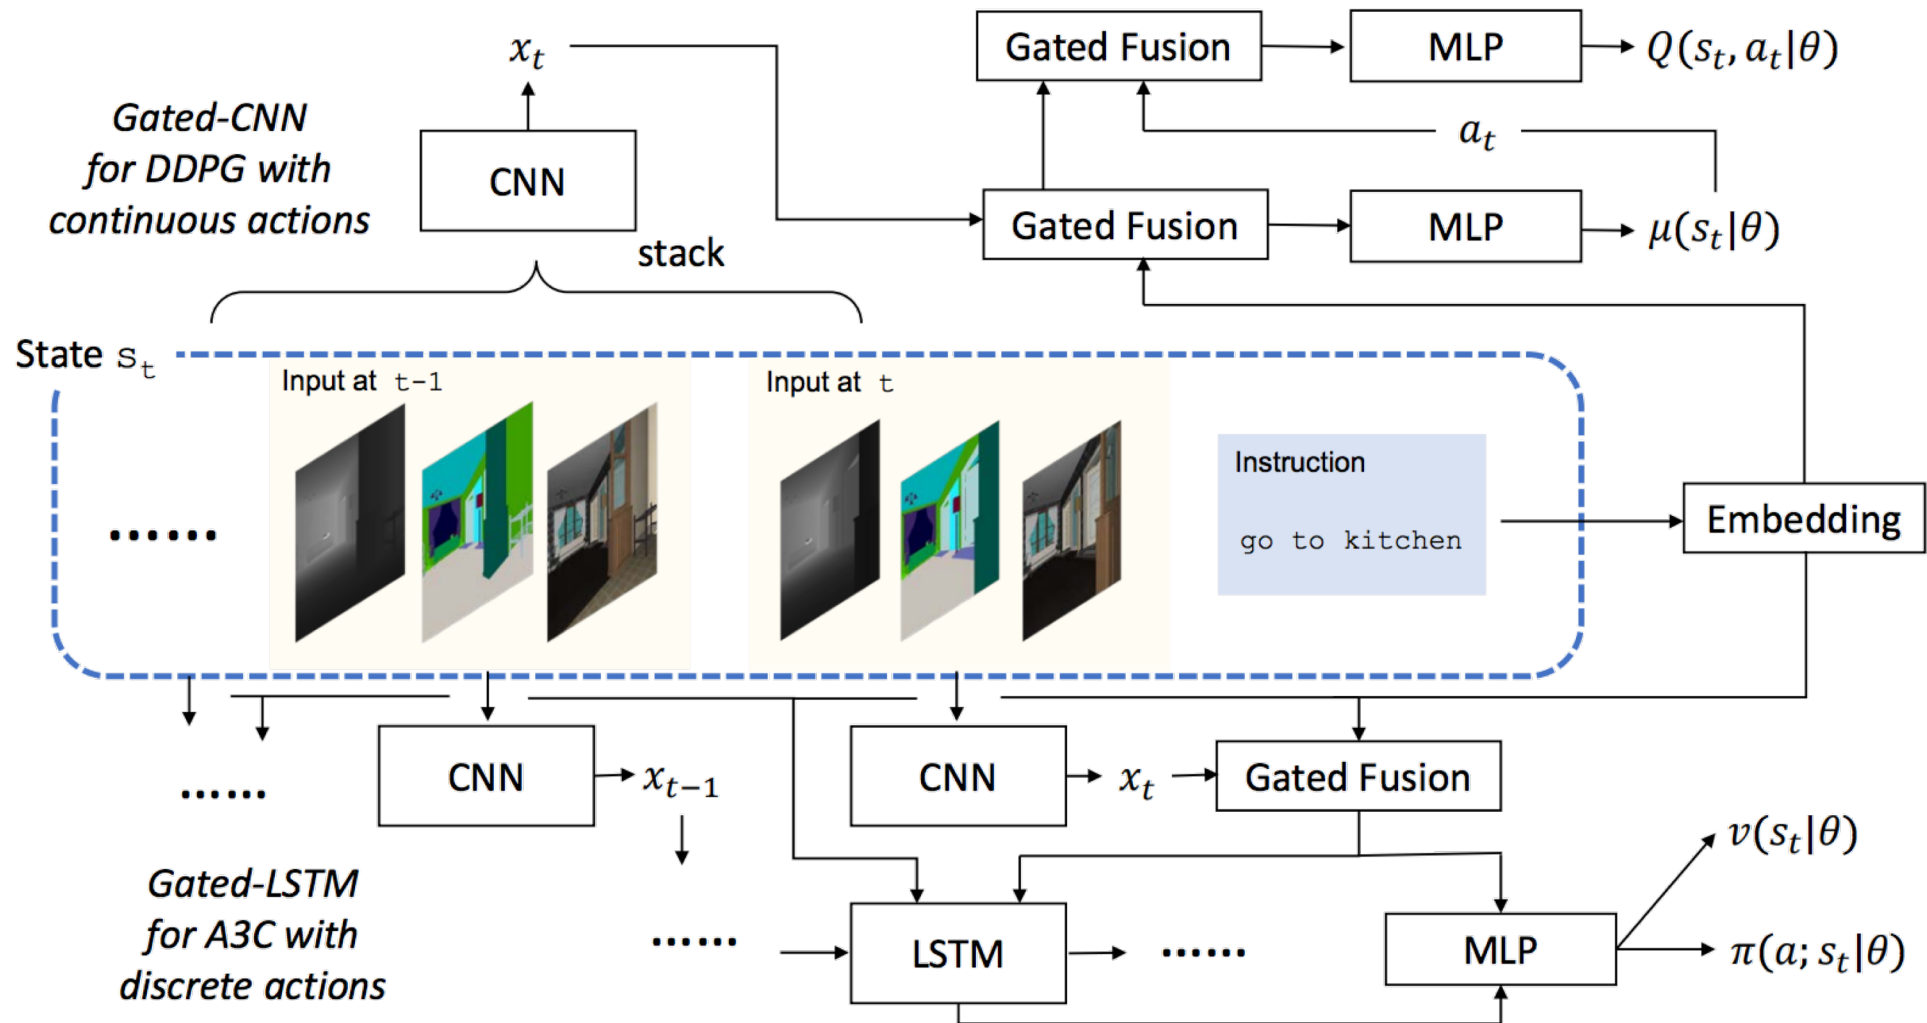 x_t
Gated Fusion
MLP
Q(s_t, a_t|θ)
Gated-CNN
for DDPG with
continuous actions
CNN
a_t
Gated Fusion
MLP
μ(s_t|θ)
stack
State s_t
Input at t-1
Input at t
Instruction
go to kitchen
......
Embedding
CNN
x_{t-1}
CNN
x_t
Gated Fusion
......
Gated-LSTM
for A3C with
discrete actions
......
LSTM
......
MLP
v(s_t|θ)
π(a; s_t|θ)